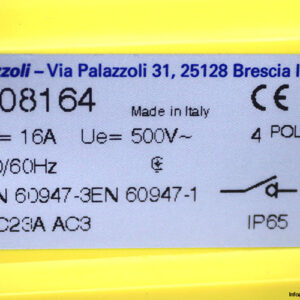 zzoli – Via Palazzoli 31, 25128 Brescia I
08164
Made in Italy
CE
= 16A Ue= 500V~
4 POL
0/60Hz
N 60947-3EN 60947-1
C23A AC3
IP65